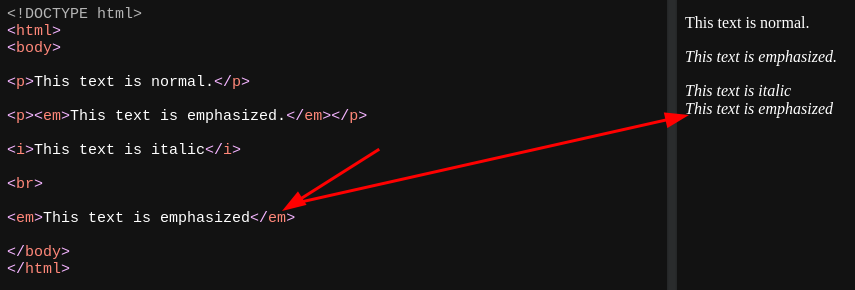 <!DOCTYPE html>
<html>
<body>
<p>This text is normal.</p>
<p><em>This text is emphasized.</em></p>
<i>This text is italic</i>
<br>
<em>This text is emphasized</em>
</body>
</html>
This text is normal.
This text is emphasized.
This text is italic
This text is emphasized